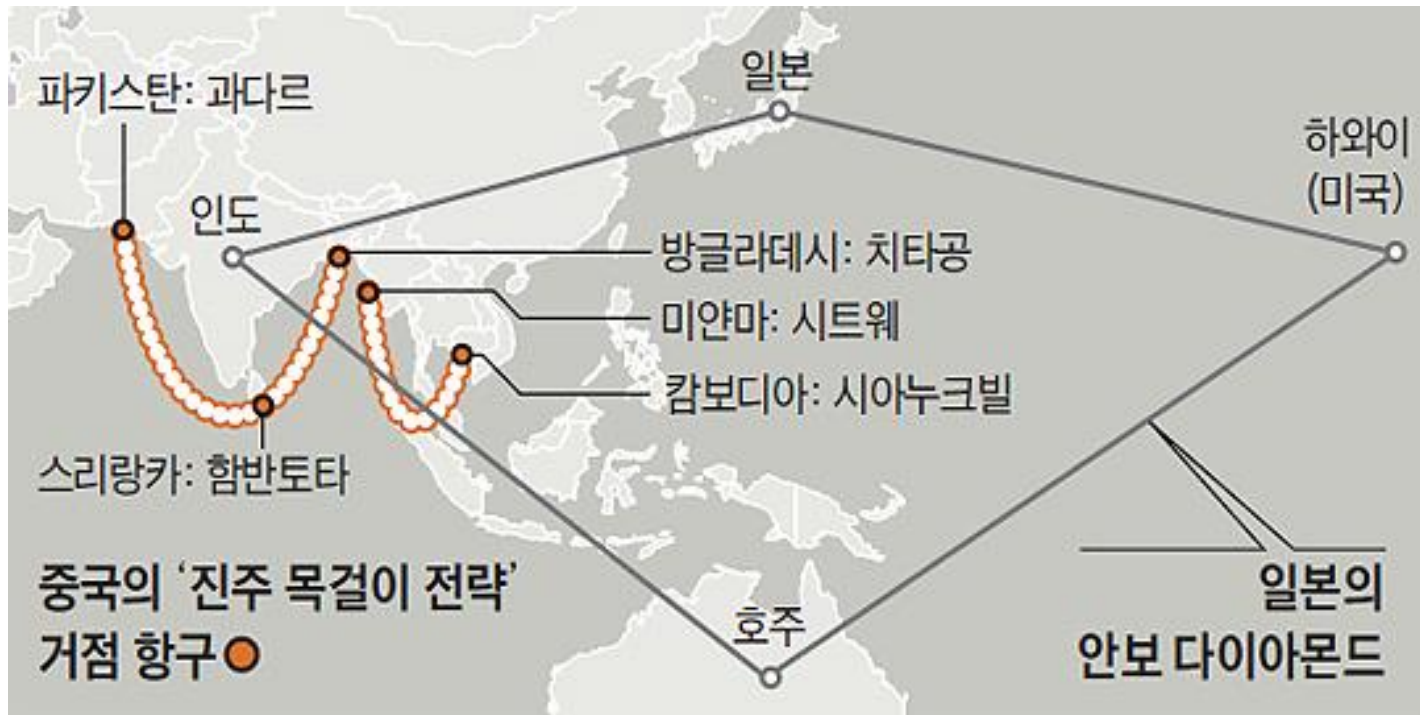 파키스탄: 과다르
일본
하와이
(미국)
인도
방글라데시: 치타공
미얀마: 시트웨
캄보디아: 시아누크빌
스리랑카: 함반토타
중국의 ‘진주 목걸이 전략’
거점 항구
호주
일본의
안보 다이아몬드